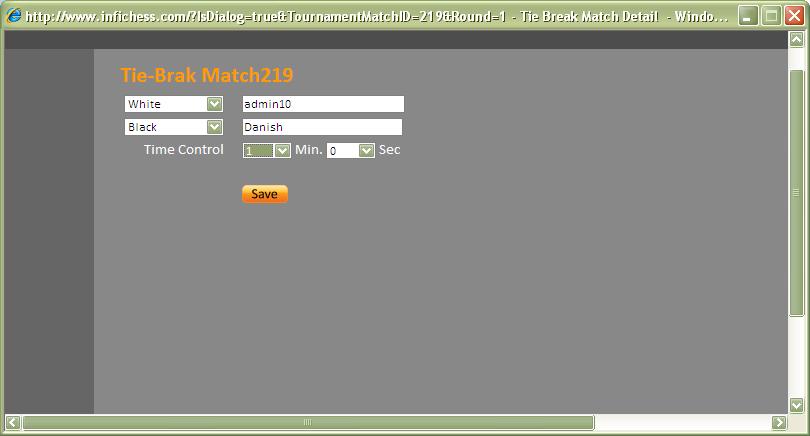 http://www.infichess.com/?IsDialog=true&TournamentMatchID=219&Round=1 - Tie Break Match Detail - Windo...
Tie-Brak Match219
White admin10
Black Danish
Time Control 1 Min. 0 Sec
Save